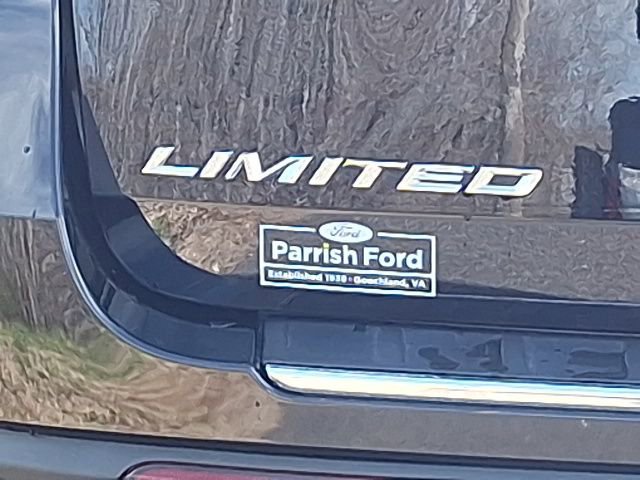 LIMITED
Ford
Parrish Ford
Established 1938 • Goochland, VA